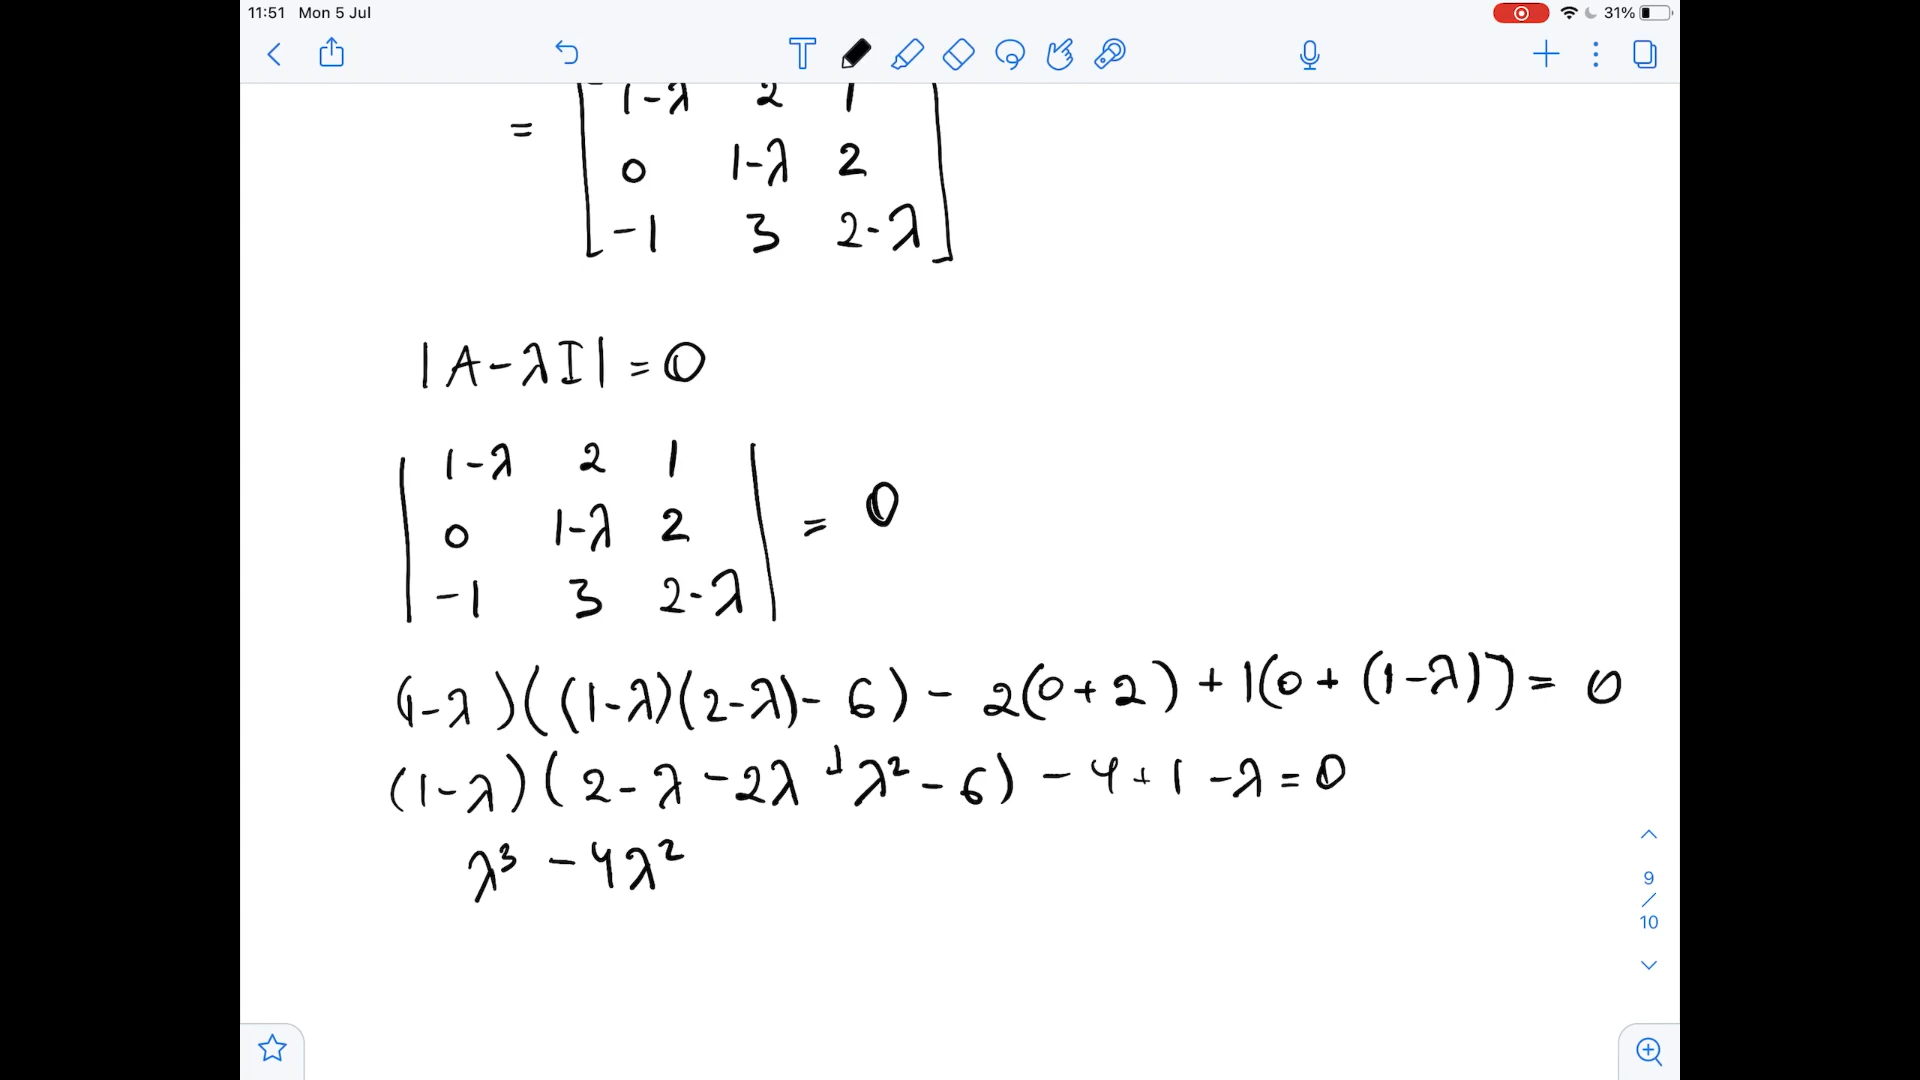 11:51 Mon 5 Jul
31%
1-λ 2 1
= 0 1-λ 2
-1 3 2-λ
|A-λI| = 0
1-λ 2 1
0 1-λ 2 = 0
-1 3 2-λ
(1-λ)((1-λ)(2-λ)-6) - 2(0+2) + 1(0+(1-λ)) = 0
(1-λ)(2-λ-2λ+λ²-6) - 4+1-λ=0
λ³ - 4λ²
9
/
10